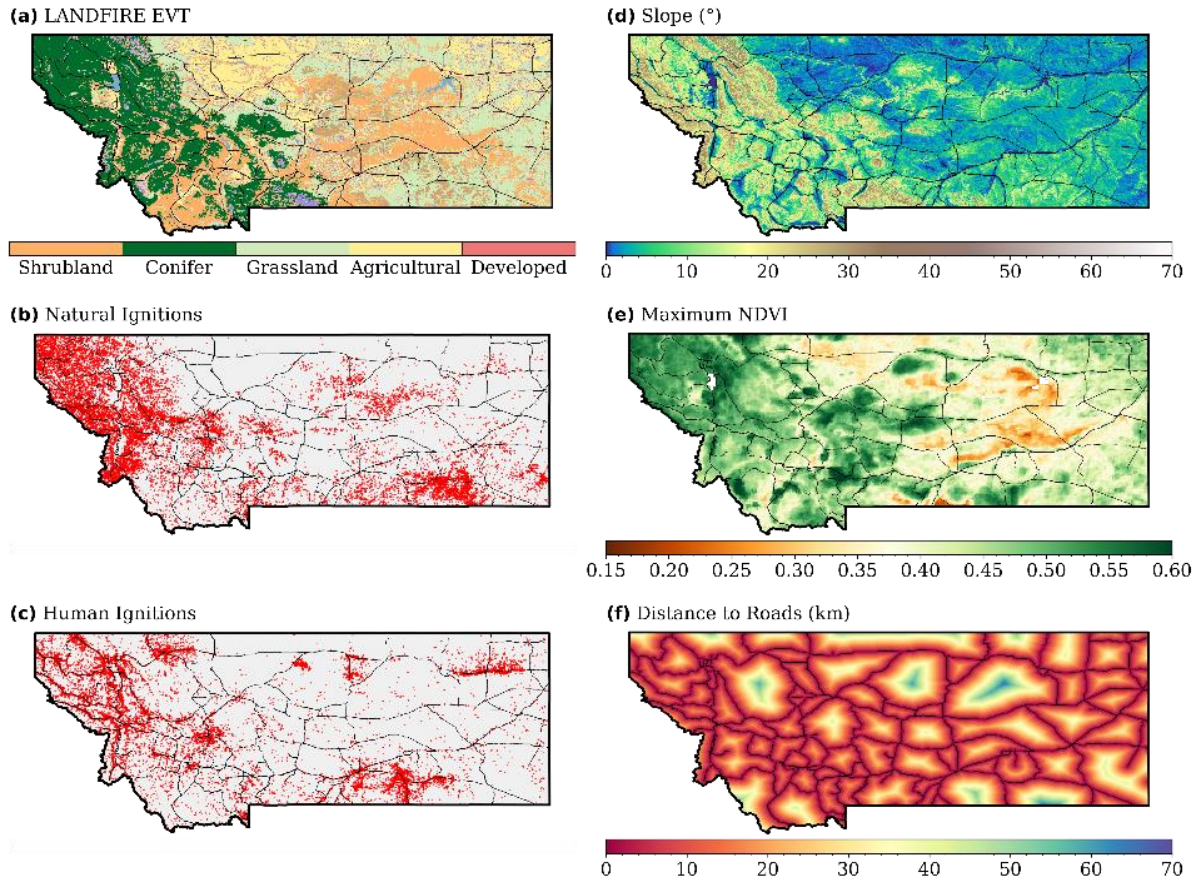 (a) LANDFIRE EVT
Shrubland Conifer Grassland Agricultural Developed
(b) Natural Ignitions
(c) Human Ignitions
(d) Slope (°)
0 10 20 30 40 50 60 70
(e) Maximum NDVI
0.15 0.20 0.25 0.30 0.35 0.40 0.45 0.50 0.55 0.60
(f) Distance to Roads (km)
0 10 20 30 40 50 60 70